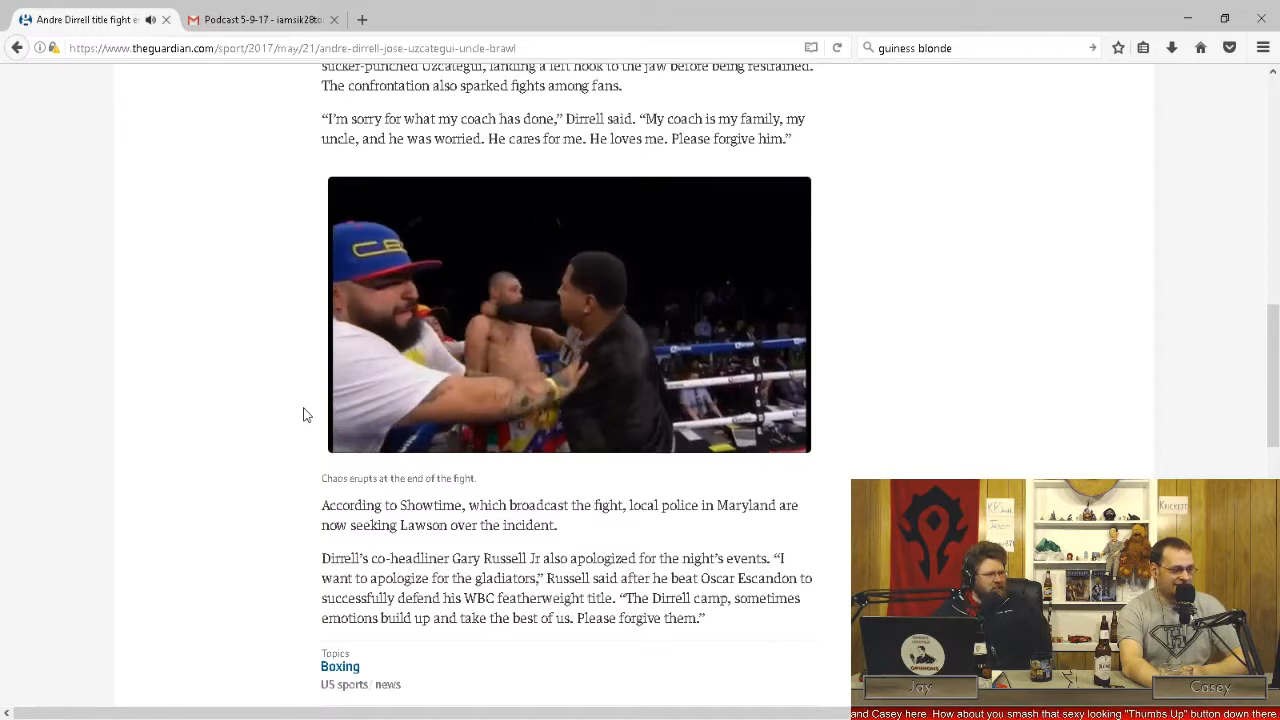 Andre Dirrell title fight e
Podcast 5-9-17 - iamsik28to
https://www.theguardian.com/sport/2017/may/21/andre-dirrell-jose-uzcategui-uncle-brawl
guiness blonde
sucker-punched Uzcategui, landing a left hook to the jaw before being restrained.
The confrontation also sparked fights among fans.
“I'm sorry for what my coach has done,” Dirrell said. “My coach is my family, my
uncle, and he was worried. He cares for me. He loves me. Please forgive him.”
Chaos erupts at the end of the fight.
According to Showtime, which broadcast the fight, local police in Maryland are
now seeking Lawson over the incident.
Dirrell's co-headliner Gary Russell Jr also apologized for the night's events. “I
want to apologize for the gladiators,” Russell said after he beat Oscar Escandon to
successfully defend his WBC featherweight title. “The Dirrell camp, sometimes
emotions build up and take the best of us. Please forgive them.”
Topics
Boxing
US sports / news
OPINIONS
Jay
Casey
and Casey here. How about you smash that sexy looking "Thumbs Up" button down there